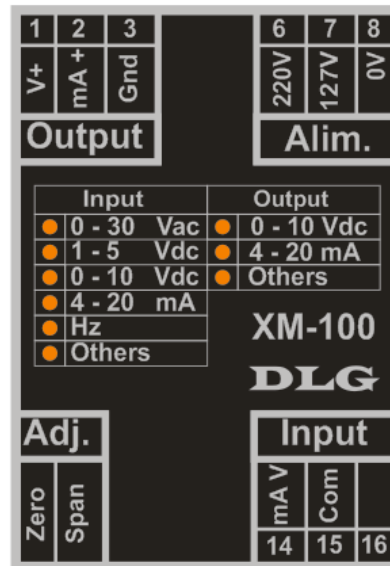 1 2 3 6 7 8
V+ mA + Gnd 220V 127V 0V
Output Alim.
Input Output
0 - 30 Vac 0 - 10 Vdc
1 - 5 Vdc 4 - 20 mA
0 - 10 Vdc Others
4 - 20 mA
Hz
Others
XM-100
DLG
Adj. Input
Zero Span mA V Com
14 15 16